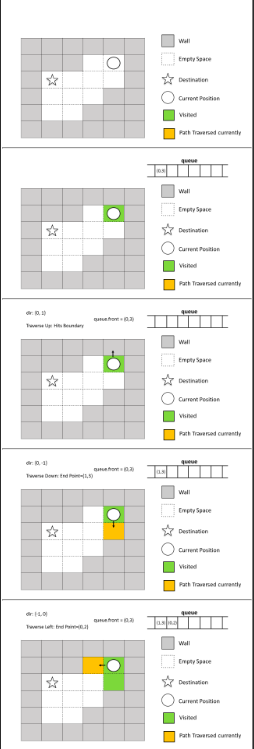 Wall
Empty Space
Destination
Current Position
Visited
Path Traversed currently
queue
(0,3)
Wall
Empty Space
Destination
Current Position
Visited
Path Traversed currently
dir: (0, 1)
queue.front = (0,3)
Traverse Up: Hits Boundary
queue
Wall
Empty Space
Destination
Current Position
Visited
Path Traversed currently
dir: (0, -1)
queue.front = (0,3)
Traverse Down: End Point=(1,3)
queue
(1,3)
Wall
Empty Space
Destination
Current Position
Visited
Path Traversed currently
dir: (-1, 0)
queue.front = (0,3)
Traverse Left: End Point=(0,2)
queue
(1,3) (0,2)
Wall
Empty Space
Destination
Current Position
Visited
Path Traversed currently